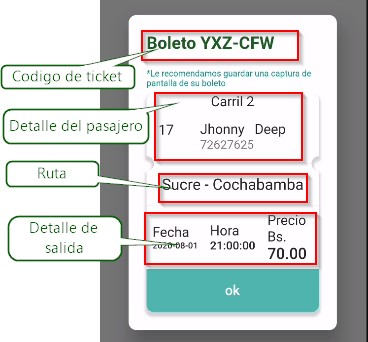 Boleto YXZ-CFW
Codigo de ticket
*Le recomendamos guardar una captura de
pantalla de su boleto
Carril 2
Detalle del pasajero
17 Jhonny Deep
72627625
Ruta
Sucre - Cochabamba
Detalle de
salida
Fecha Hora Precio
Bs.
2020-08-01 21:00:00 70.00
ok